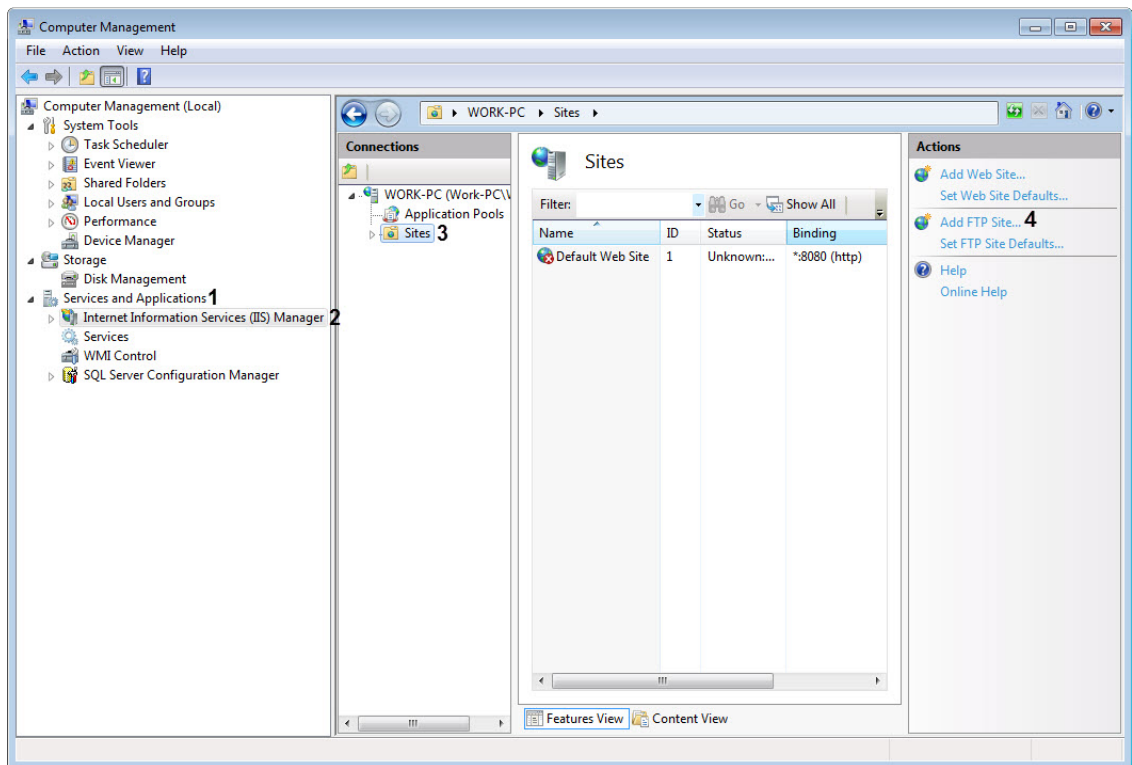 Computer Management
File Action View Help
Computer Management (Local)
System Tools
Task Scheduler
Event Viewer
Shared Folders
Local Users and Groups
Performance
Device Manager
Storage
Disk Management
Services and Applications 1
Internet Information Services (IIS) Manager 2
Services
WMI Control
SQL Server Configuration Manager
WORK-PC Sites
Connections
WORK-PC (Work-PC\
Application Pools
Sites 3
Sites
Filter: Go Show All
Name ID Status Binding
Default Web Site 1 Unknown:... *:8080 (http)
Features View Content View
Actions
Add Web Site...
Set Web Site Defaults...
Add FTP Site... 4
Set FTP Site Defaults...
Help
Online Help